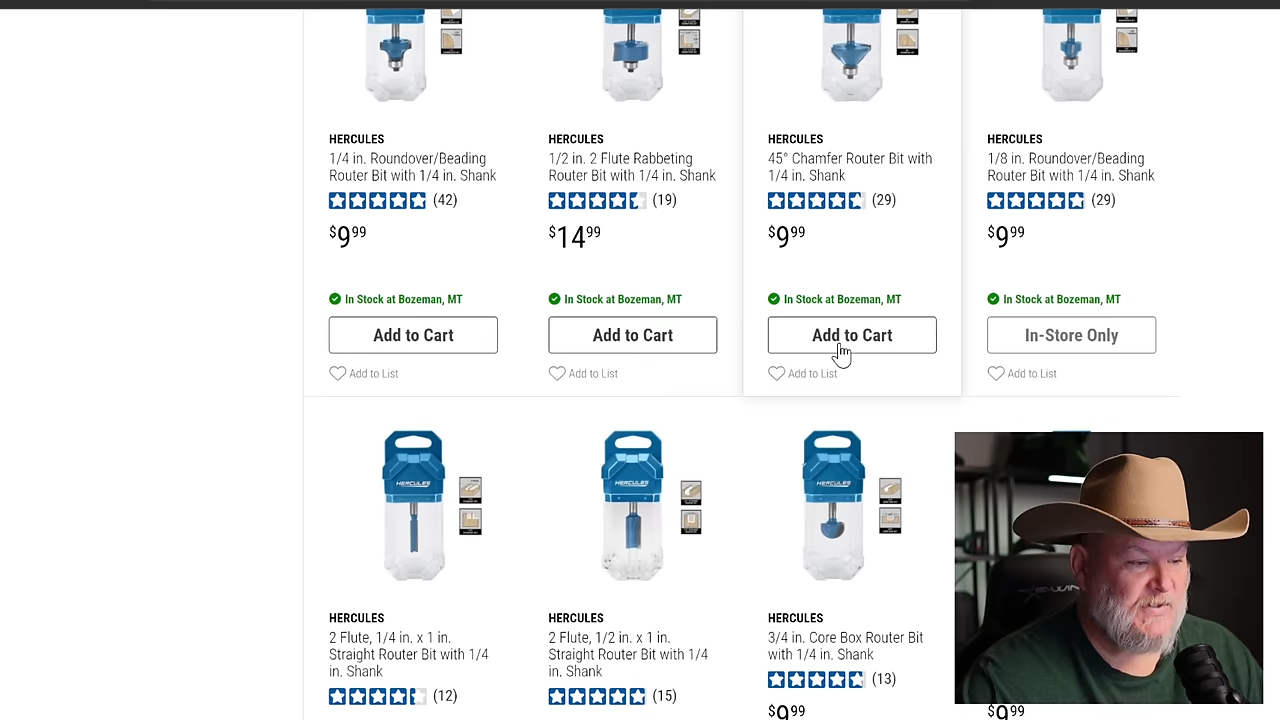 HERCULES
1/4 in. Roundover/Beading
Router Bit with 1/4 in. Shank
(42)
$9 99
In Stock at Bozeman, MT
Add to Cart
Add to List
HERCULES
1/2 in. 2 Flute Rabbeting
Router Bit with 1/4 in. Shank
(19)
$14 99
In Stock at Bozeman, MT
Add to Cart
Add to List
HERCULES
45° Chamfer Router Bit with
1/4 in. Shank
(29)
$9 99
In Stock at Bozeman, MT
Add to Cart
Add to List
HERCULES
1/8 in. Roundover/Beading
Router Bit with 1/4 in. Shank
(29)
$9 99
In Stock at Bozeman, MT
In-Store Only
Add to List
HERCULES
HERCULES
2 Flute, 1/4 in. x 1 in.
Straight Router Bit with 1/4
in. Shank
(12)
HERCULES
HERCULES
2 Flute, 1/2 in. x 1 in.
Straight Router Bit with 1/4
in. Shank
(15)
HERCULES
HERCULES
3/4 in. Core Box Router Bit
with 1/4 in. Shank
(13)
$9 99
$9 99